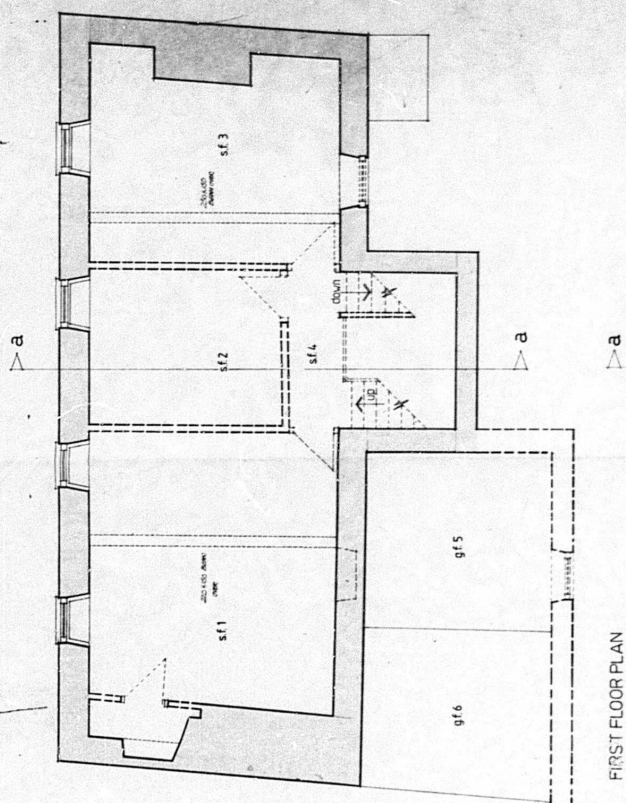 s.f. 3
s.f. 2
s.f. 4
s.f. 1
down
up
a
a
a
g.f. 5
g.f. 6
FIRST FLOOR PLAN